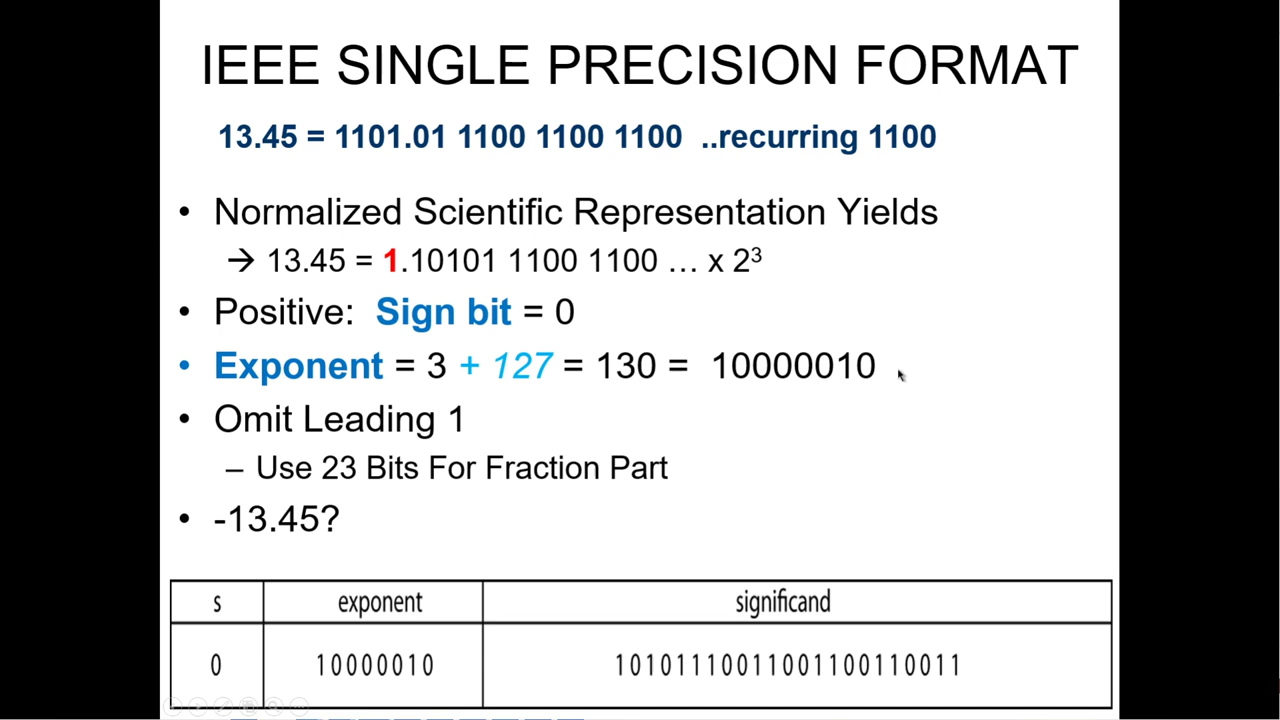 IEEE SINGLE PRECISION FORMAT
13.45 = 1101.01 1100 1100 1100 ..recurring 1100
• Normalized Scientific Representation Yields
→ 13.45 = 1.10101 1100 1100 … x 2³
• Positive: Sign bit = 0
• Exponent = 3 + 127 = 130 = 10000010
• Omit Leading 1
– Use 23 Bits For Fraction Part
• -13.45?
s exponent significand
0 10000010 10101110011001100110011